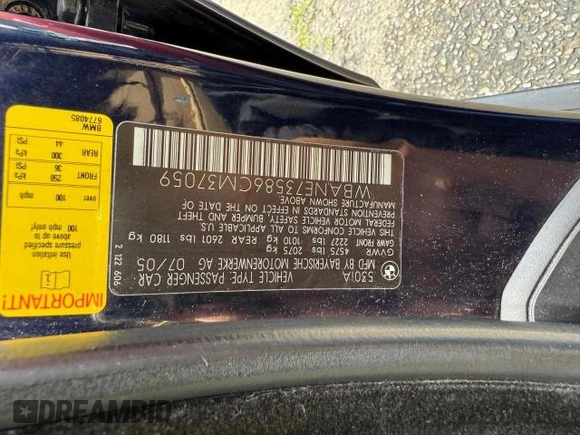 530iA
VEHICLE TYPE: PASSENGER CAR
MFD BY BAYERISCHE MOTORENWERKE AG 07/05
GVWR 4575 lbs 2075 kg
GAWR FRONT 2227 lbs 1010 kg REAR 2601 lbs 1180 kg
THIS VEHICLE CONFORMS TO ALL APPLICABLE U.S.
FEDERAL MOTOR VEHICLE SAFETY, BUMPER AND THEFT
PREVENTION STANDARDS IN EFFECT ON THE DATE OF
MANUFACTURE SHOWN ABOVE.
WBANE73586CM37059
2 122 606
IMPORTANT!
Use inflation
pressure specified
above up to
100 mph only!
over 100 mph
FRONT 250 kPa 36 PSI
REAR 300 kPa 44 PSI
BMW 6774085
DREAMBID